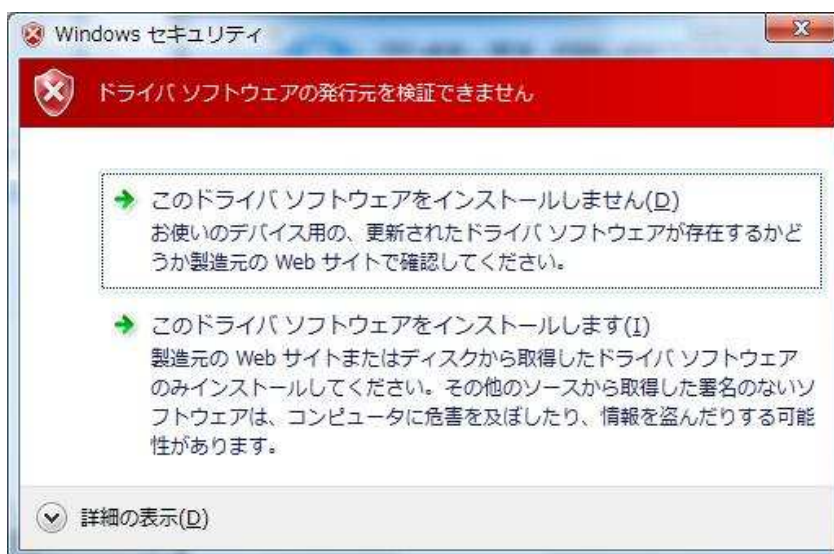 Windows セキュリティ
ドライバ ソフトウェアの発行元を検証できません
このドライバ ソフトウェアをインストールしません(D)
お使いのデバイス用の、更新されたドライバ ソフトウェアが存在するかど
うか製造元の Web サイトで確認してください。
このドライバ ソフトウェアをインストールします(I)
製造元の Web サイトまたはディスクから取得したドライバ ソフトウェア
のみインストールしてください。その他のソースから取得した署名のないソ
フトウェアは、コンピュータに危害を及ぼしたり、情報を盗んだりする可能
性があります。
詳細の表示(D)